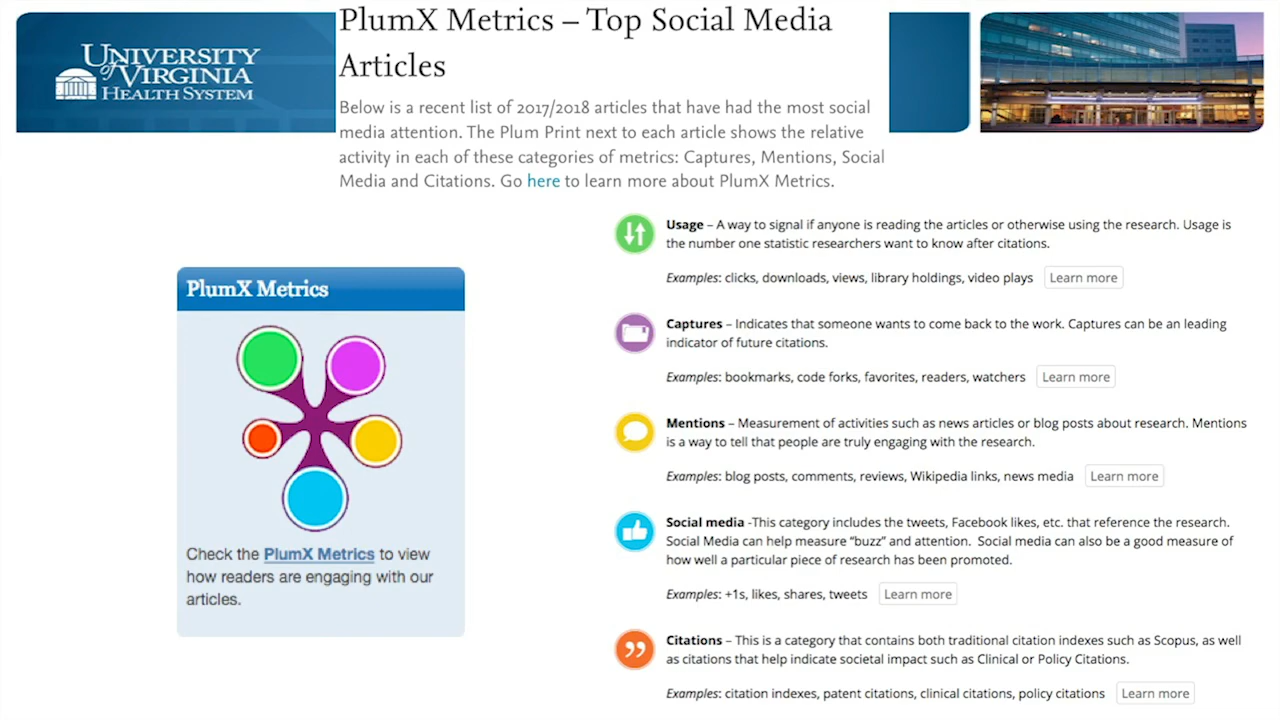 UNIVERSITY
of VIRGINIA
HEALTH SYSTEM
PlumX Metrics – Top Social Media
Articles
Below is a recent list of 2017/2018 articles that have had the most social
media attention. The Plum Print next to each article shows the relative
activity in each of these categories of metrics: Captures, Mentions, Social
Media and Citations. Go here to learn more about PlumX Metrics.
PlumX Metrics
Check the PlumX Metrics to view
how readers are engaging with our
articles.
Usage – A way to signal if anyone is reading the articles or otherwise using the research. Usage is
the number one statistic researchers want to know after citations.
Examples: clicks, downloads, views, library holdings, video plays Learn more
Captures – Indicates that someone wants to come back to the work. Captures can be an leading
indicator of future citations.
Examples: bookmarks, code forks, favorites, readers, watchers Learn more
Mentions – Measurement of activities such as news articles or blog posts about research. Mentions
is a way to tell that people are truly engaging with the research.
Examples: blog posts, comments, reviews, Wikipedia links, news media Learn more
Social media -This category includes the tweets, Facebook likes, etc. that reference the research.
Social Media can help measure “buzz” and attention. Social media can also be a good measure of
how well a particular piece of research has been promoted.
Examples: +1s, likes, shares, tweets Learn more
Citations – This is a category that contains both traditional citation indexes such as Scopus, as well
as citations that help indicate societal impact such as Clinical or Policy Citations.
Examples: citation indexes, patent citations, clinical citations, policy citations Learn more